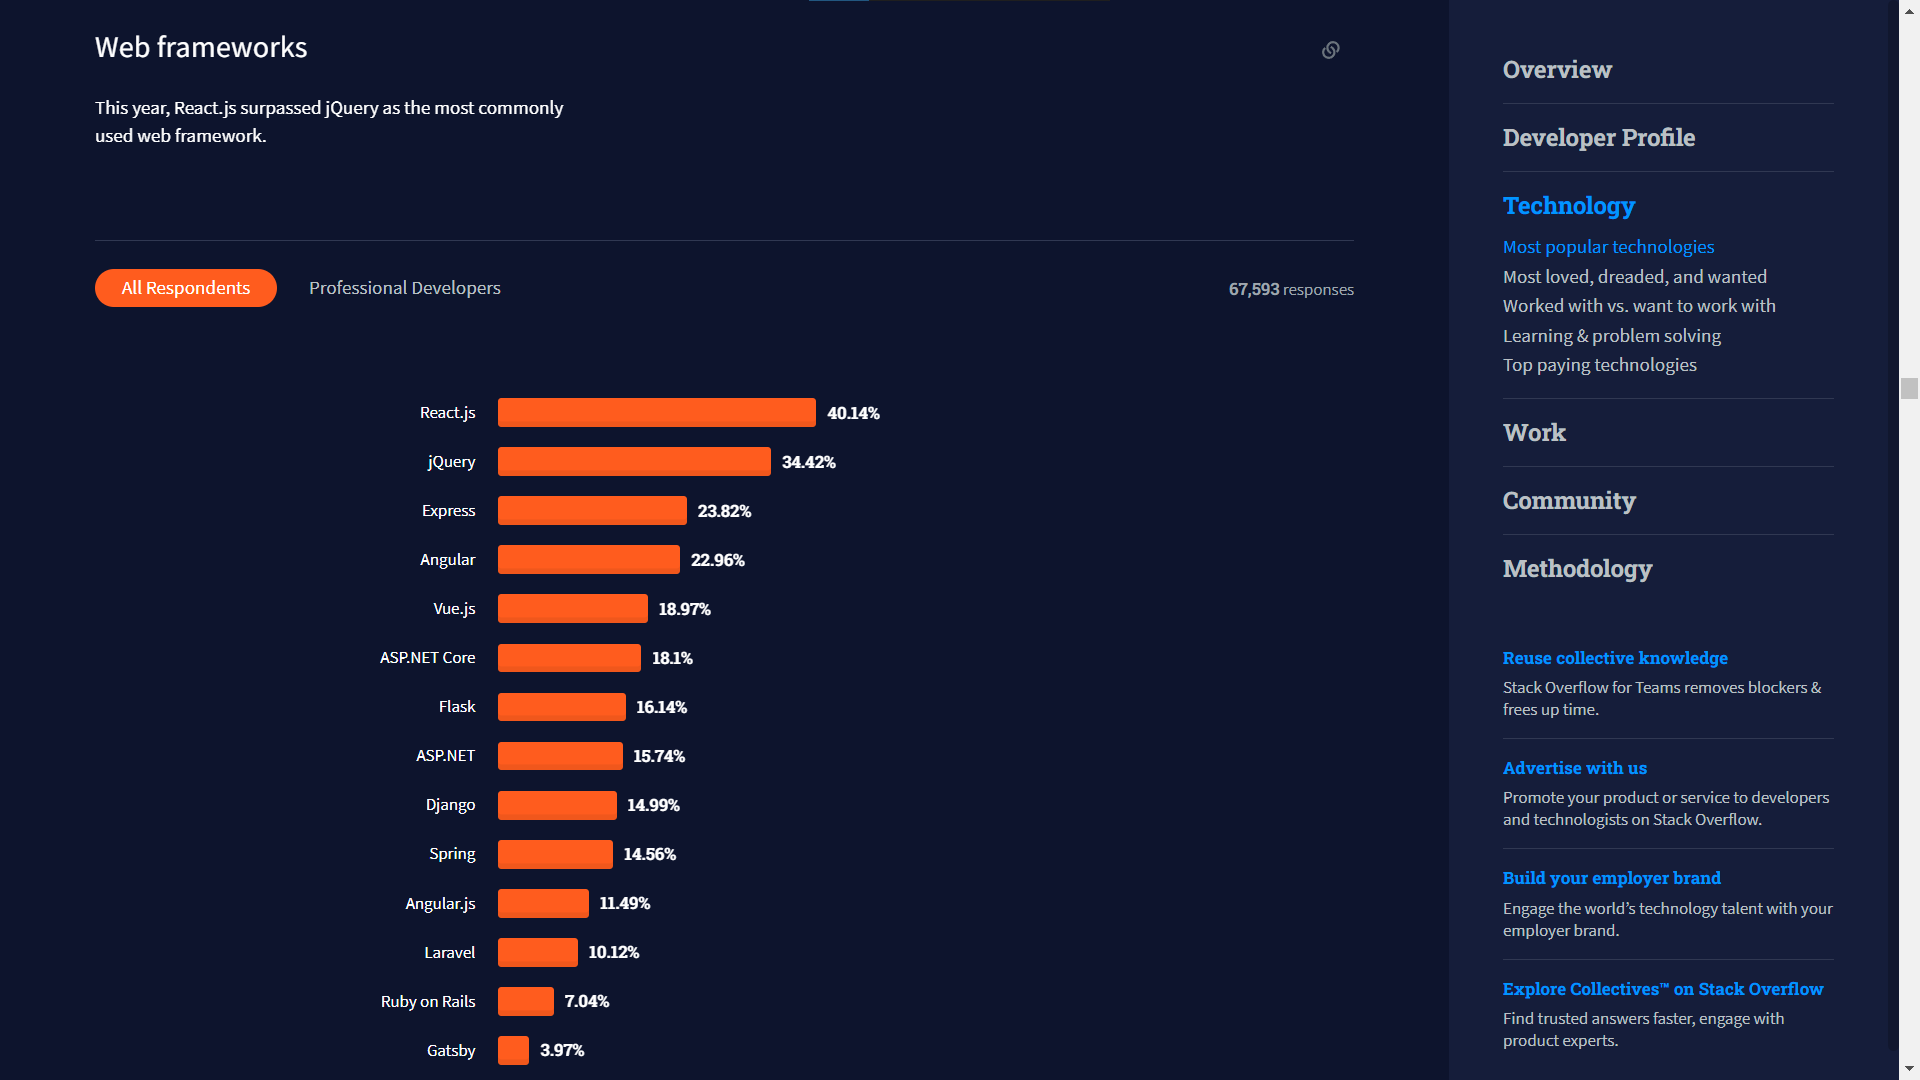 Web frameworks
This year, React.js surpassed jQuery as the most commonly
used web framework.
All Respondents
Professional Developers
67,593 responses
React.js 40.14%
jQuery 34.42%
Express 23.82%
Angular 22.96%
Vue.js 18.97%
ASP.NET Core 18.1%
Flask 16.14%
ASP.NET 15.74%
Django 14.99%
Spring 14.56%
Angular.js 11.49%
Laravel 10.12%
Ruby on Rails 7.04%
Gatsby 3.97%
Overview
Developer Profile
Technology
Most popular technologies
Most loved, dreaded, and wanted
Worked with vs. want to work with
Learning & problem solving
Top paying technologies
Work
Community
Methodology
Reuse collective knowledge
Stack Overflow for Teams removes blockers &
frees up time.
Advertise with us
Promote your product or service to developers
and technologists on Stack Overflow.
Build your employer brand
Engage the world’s technology talent with your
employer brand.
Explore Collectives™ on Stack Overflow
Find trusted answers faster, engage with
product experts.